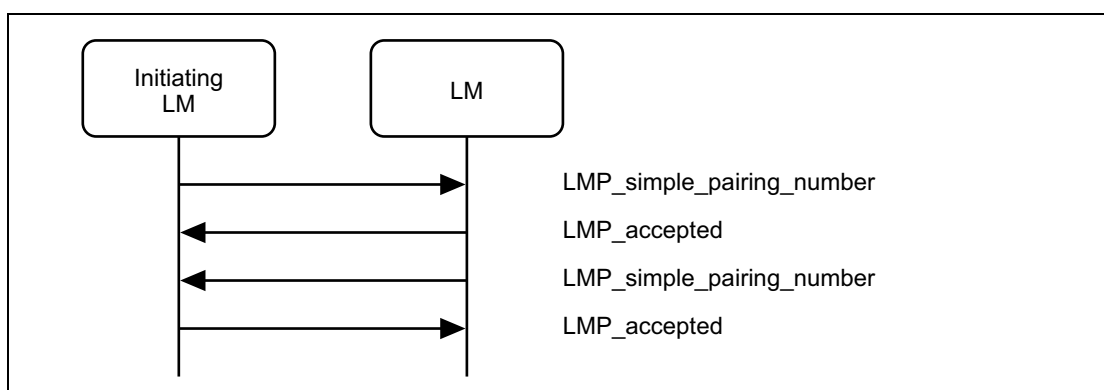 Initiating
LM
LM
LMP_simple_pairing_number
LMP_accepted
LMP_simple_pairing_number
LMP_accepted